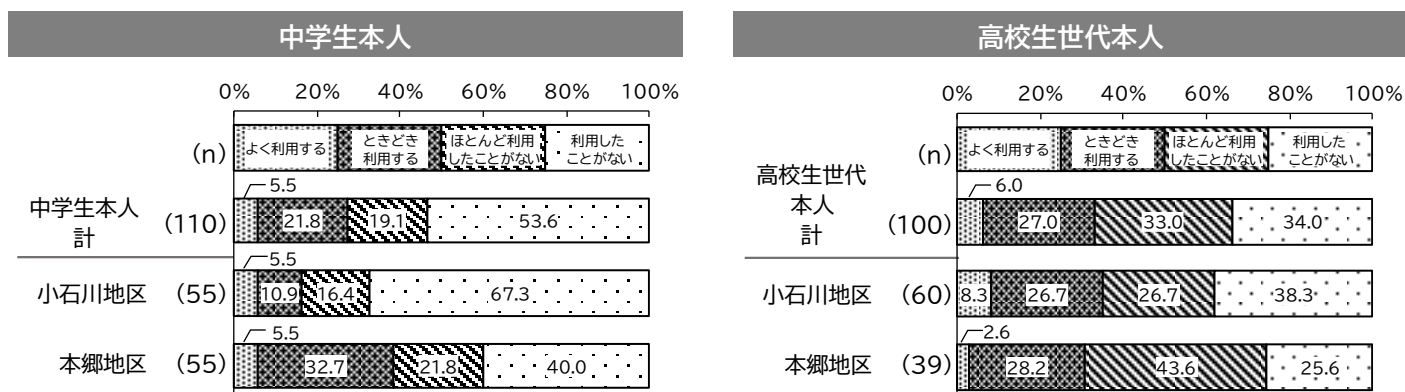 中学生本人
0% 20% 40% 60% 80% 100%
(n) よく利用する ときどき利用する ほとんど利用したことがない 利用したことがない
5.5
中学生本人
計
(110) 21.8 19.1 53.6
5.5
小石川地区 (55) 10.9 16.4 67.3
5.5
本郷地区 (55) 32.7 21.8 40.0
高校生世代本人
0% 20% 40% 60% 80% 100%
(n) よく利用する ときどき利用する ほとんど利用したことがない 利用したことがない
6.0
高校生世代
本人
計
(100) 27.0 33.0 34.0
小石川地区 (60) 8.3 26.7 26.7 38.3
2.6
本郷地区 (39) 28.2 43.6 25.6